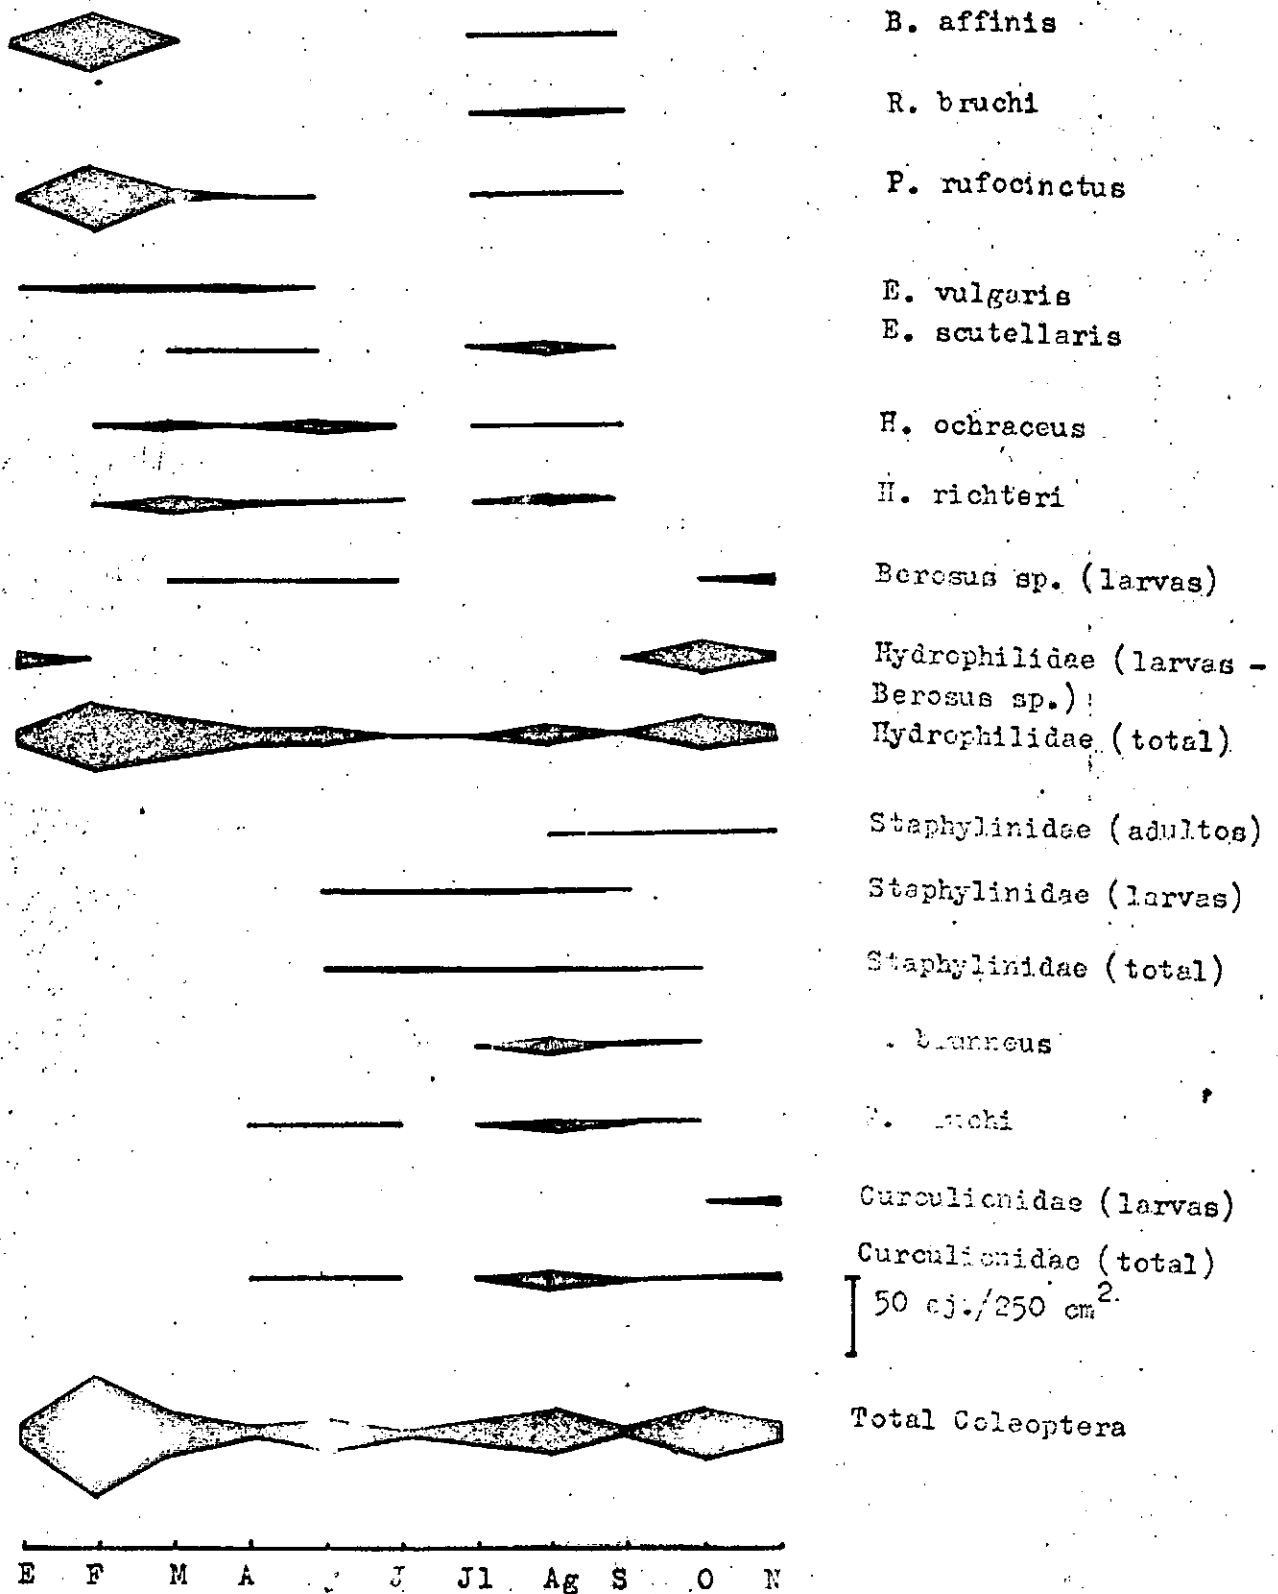 B. affinis
R. bruchi
P. rufocinctus
E. vulgaris
E. scutellaris
H. ochraceus
H. richteri
Berosus sp. (larvas)
Hydrophilidae (larvas -
Berosus sp.)
Hydrophilidae (total)
Staphylinidae (adultos)
Staphylinidae (larvas)
Staphylinidae (total)
Curculionidae (larvas)
Curculionidae (total)
50 ej./250 cm2.
Total Coleoptera
E F M A J Jl Ag S O N